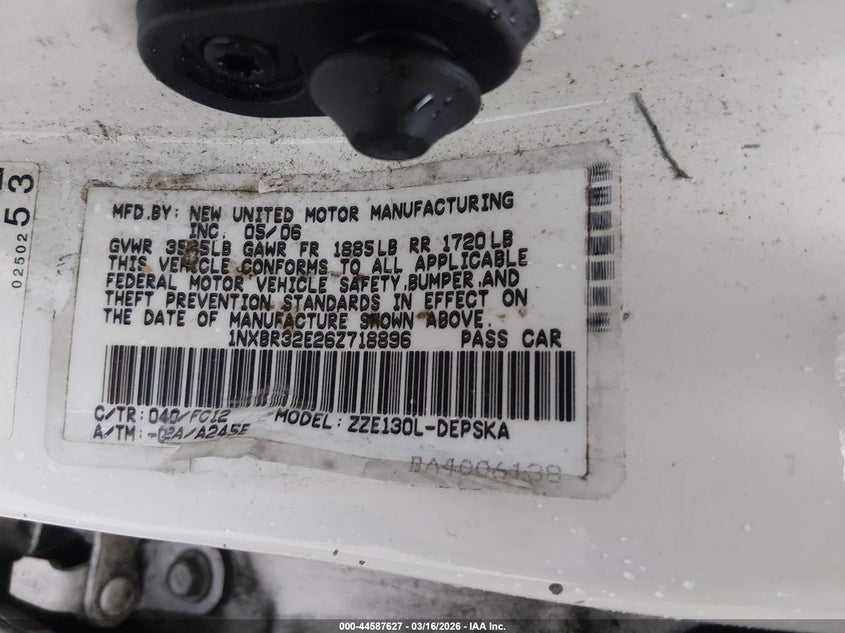 02502 53
MFD.BY: NEW UNITED MOTOR MANUFACTURING
INC. 05/06
GVWR 3585LB GAWR FR 1885LB RR 1720LB
THIS VEHICLE CONFORMS TO ALL APPLICABLE
FEDERAL MOTOR VEHICLE SAFETY,BUMPER,AND
THEFT PREVENTION STANDARDS IN EFFECT ON
THE DATE OF MANUFACTURE SHOWN ABOVE.
1NXBR32E26Z718896 PASS CAR
C/TR: 040/FC12 MODEL: ZZE130L-DEPSKA
A/TM: -02A/A245E
BA4006138
000-44587627 - 03/16/2026 - IAA Inc.